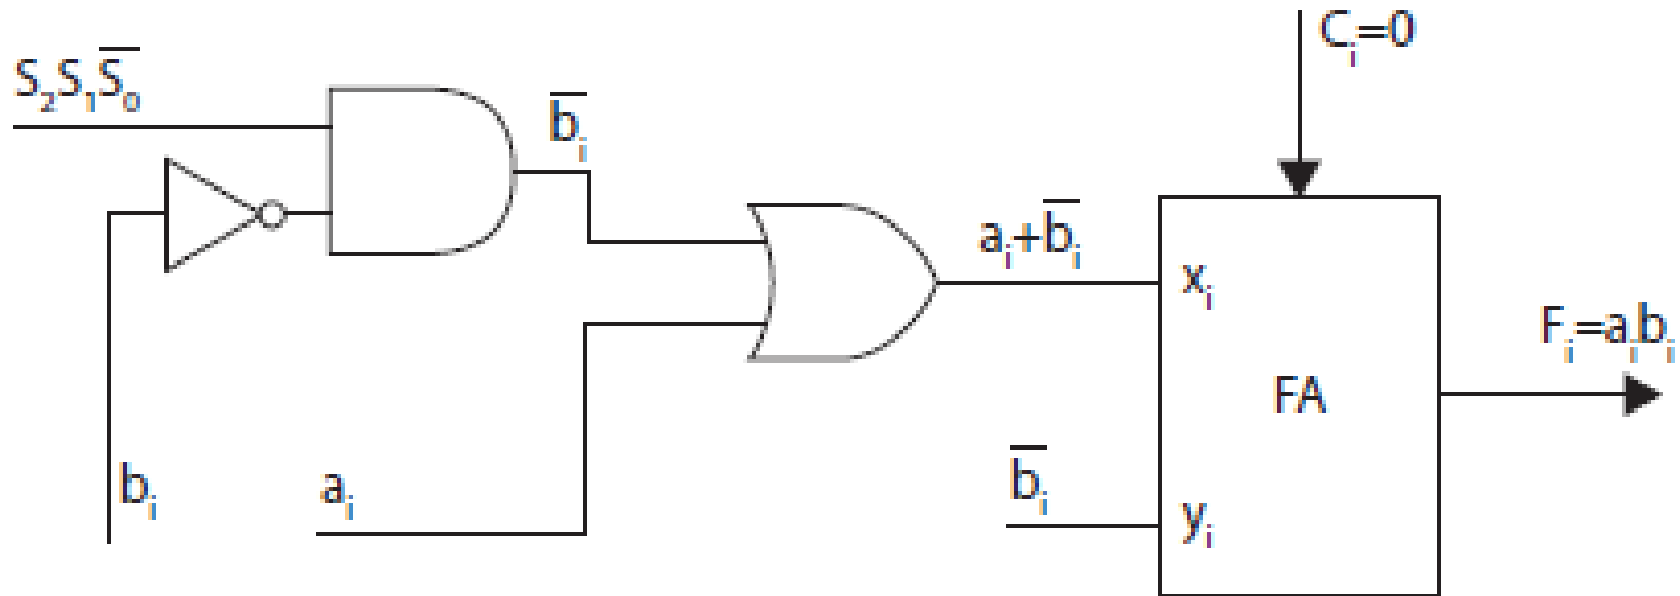 S₂S₁S̅₀
b̅ᵢ
Cᵢ=0
aᵢ+b̅ᵢ
xᵢ
Fᵢ=aᵢbᵢ
FA
bᵢ
aᵢ
b̅ᵢ
yᵢ